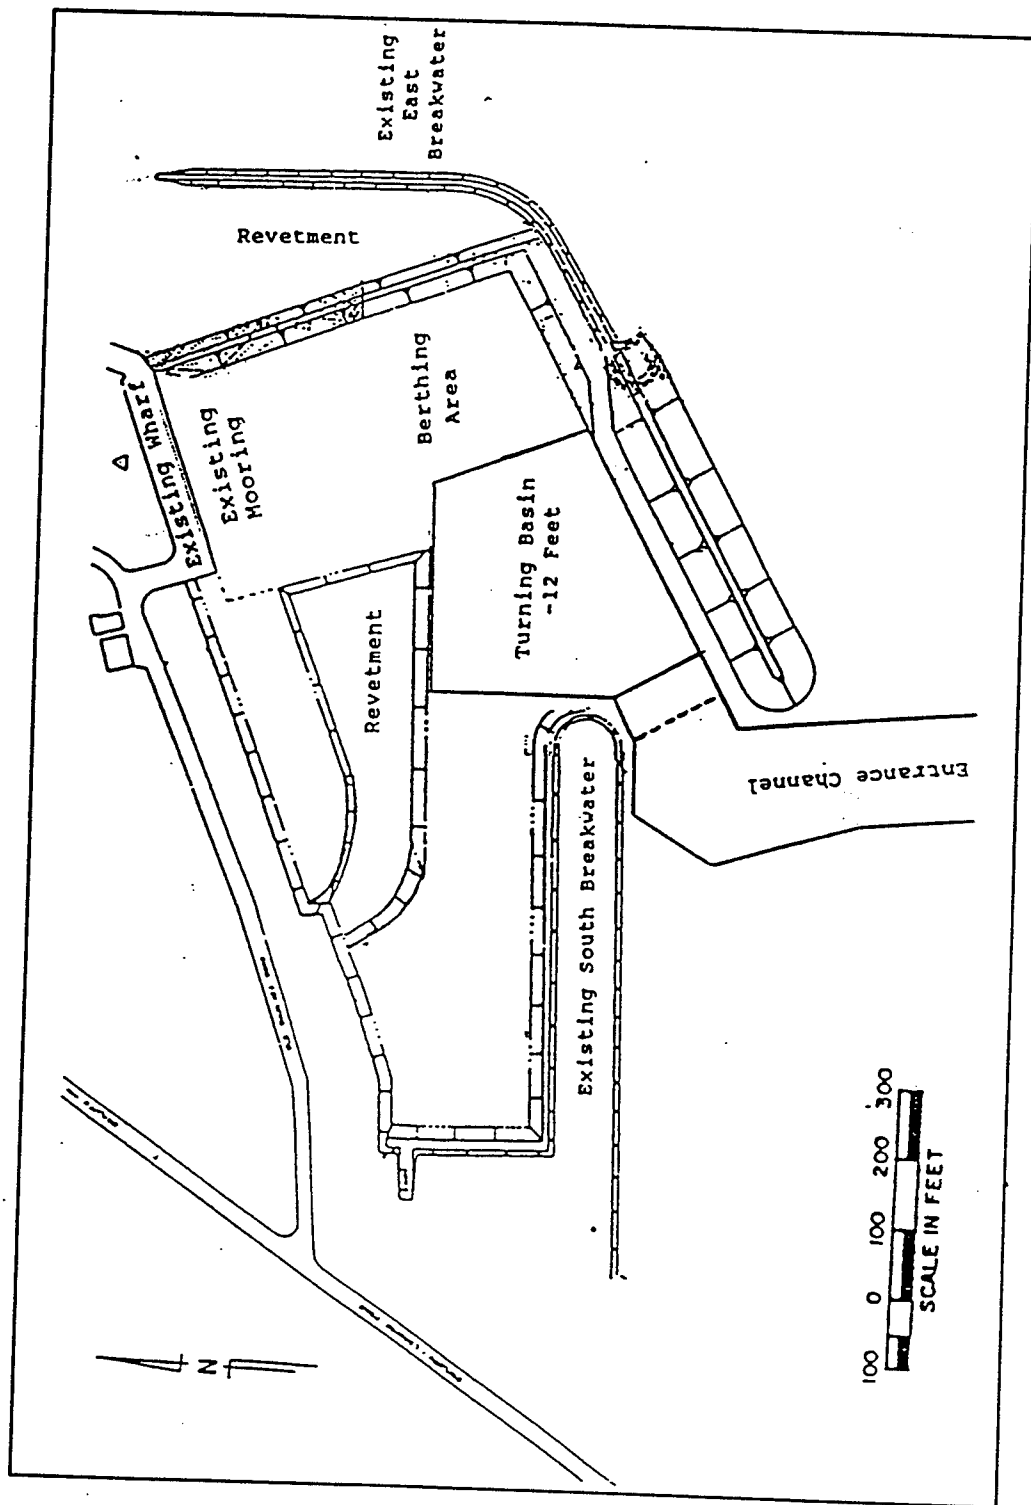 Existing
East
Breakwater
Revetment
Existing Wharf
Existing
Mooring
Berthing
Area
Turning Basin
-12 Feet
Revetment
Existing South Breakwater
Entrance Channel
N
100 0 100 200 300
SCALE IN FEET